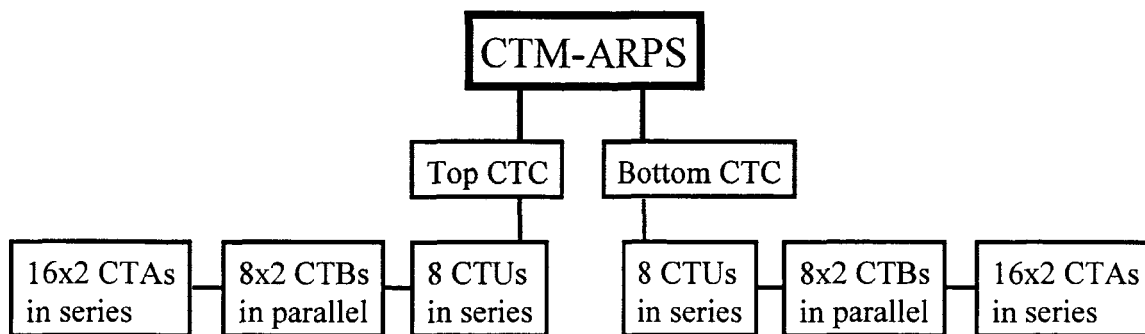 CTM-ARPS
Top CTC
Bottom CTC
16x2 CTAs
in series
8x2 CTBs
in parallel
8 CTUs
in series
8 CTUs
in series
8x2 CTBs
in parallel
16x2 CTAs
in series